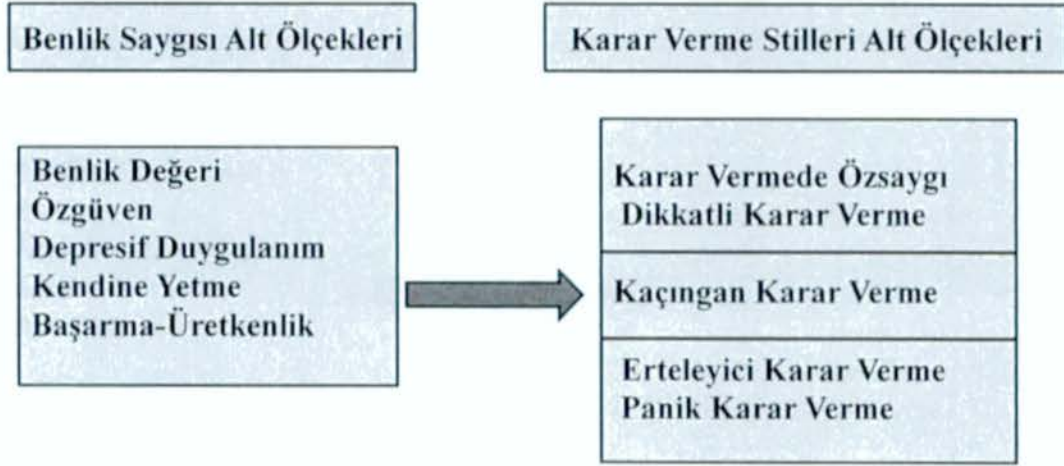 Benlik Saygısı Alt Ölçekleri
Karar Verme Stilleri Alt Ölçekleri
Benlik Değeri
Özgüven
Depresif Duygulanım
Kendine Yetme
Başarma-Üretkenlik
Karar Vermede Özsaygı
Dikkatli Karar Verme
Kaçıngan Karar Verme
Erteleyici Karar Verme
Panik Karar Verme